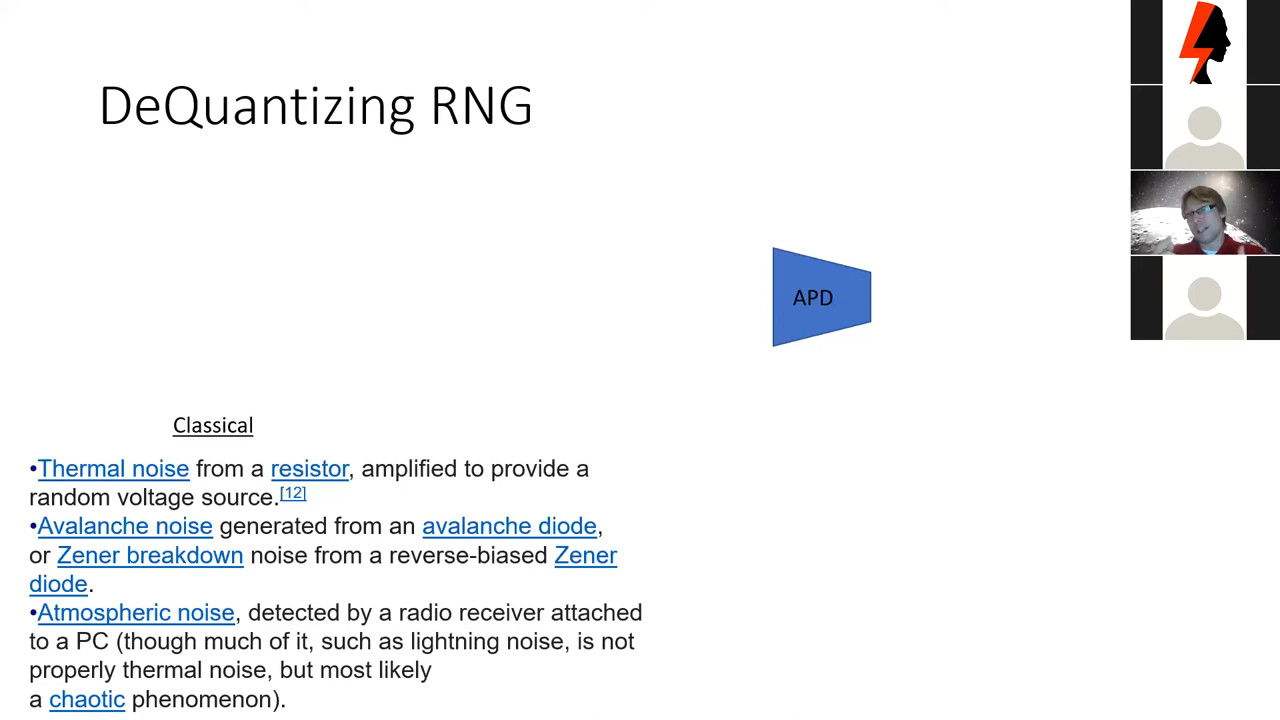 DeQuantizing RNG
APD
Classical
•Thermal noise from a resistor, amplified to provide a
random voltage source.[12]
•Avalanche noise generated from an avalanche diode,
or Zener breakdown noise from a reverse-biased Zener
diode.
•Atmospheric noise, detected by a radio receiver attached
to a PC (though much of it, such as lightning noise, is not
properly thermal noise, but most likely
a chaotic phenomenon).